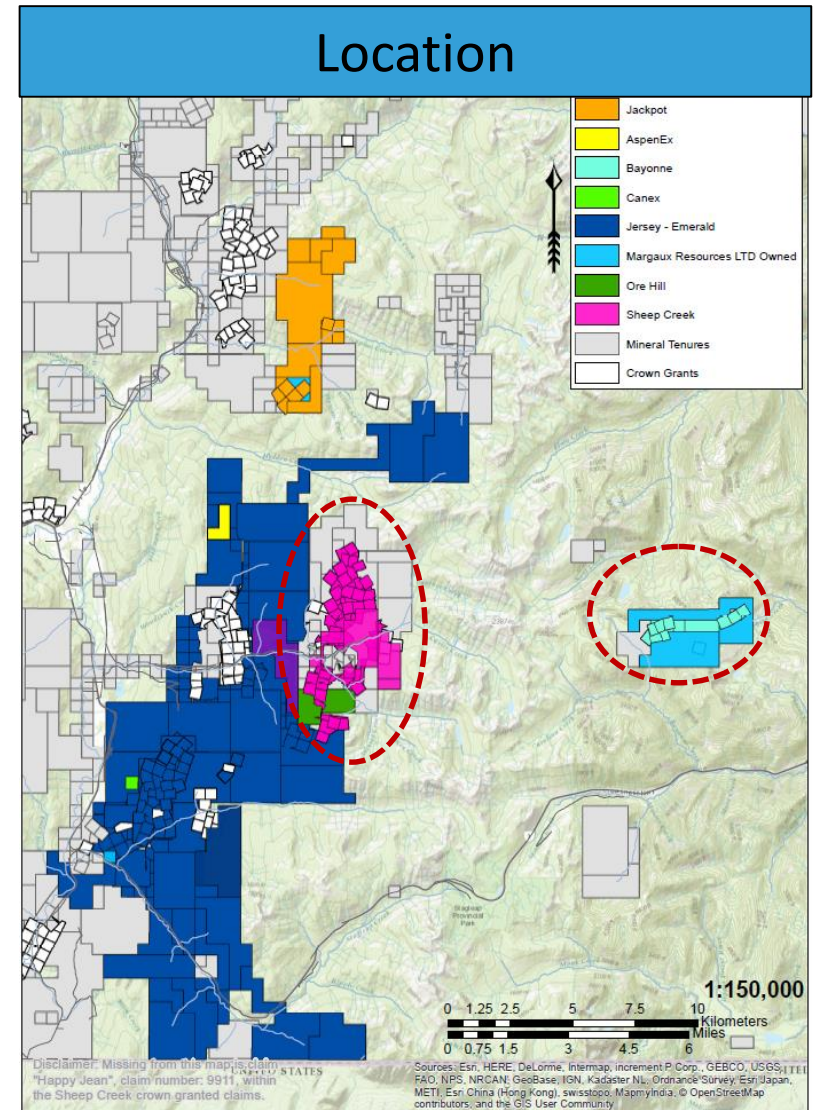 Location
Jackpot
AspenEx
Bayonne
Canex
Jersey - Emerald
Margaux Resources LTD Owned
Ore Hill
Sheep Creek
Mineral Tenures
Crown Grants
Stagleap
Provincial
Park
1:150,000
0 1.25 2.5 5 7.5 10
Kilometers
Miles
0 0.75 1.5 3 4.5 6
Disclaimer: Missing from this map is claim
"Happy Jean", claim number: 9911, within
the Sheep Creek crown granted claims.
UNITED STATES
Sources: Esri, HERE, DeLorme, Intermap, increment P Corp., GEBCO, USGS,
FAO, NPS, NRCAN, GeoBase, IGN, Kadaster NL, Ordnance Survey, Esri Japan,
METI, Esri China (Hong Kong), swisstopo, MapmyIndia, © OpenStreetMap
contributors, and the GIS User Community